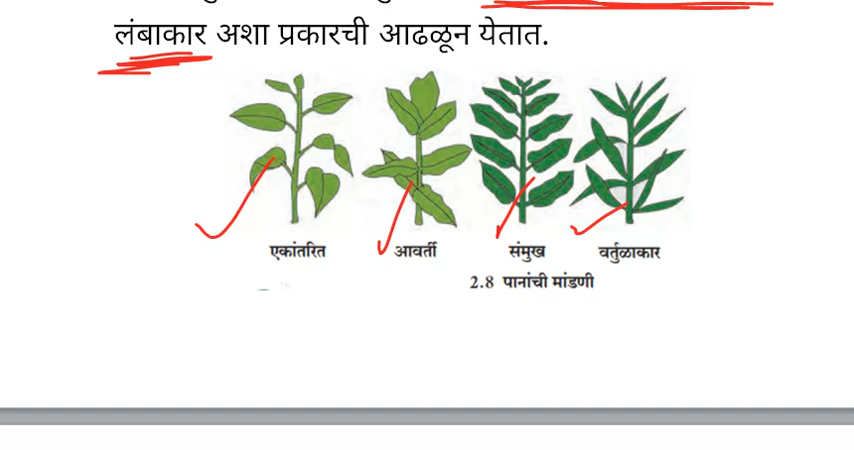 लंबाकार अशा प्रकारची आढळून येतात.
एकांतरित आवर्ती संमुख वर्तुळाकार
2.8 पानांची मांडणी